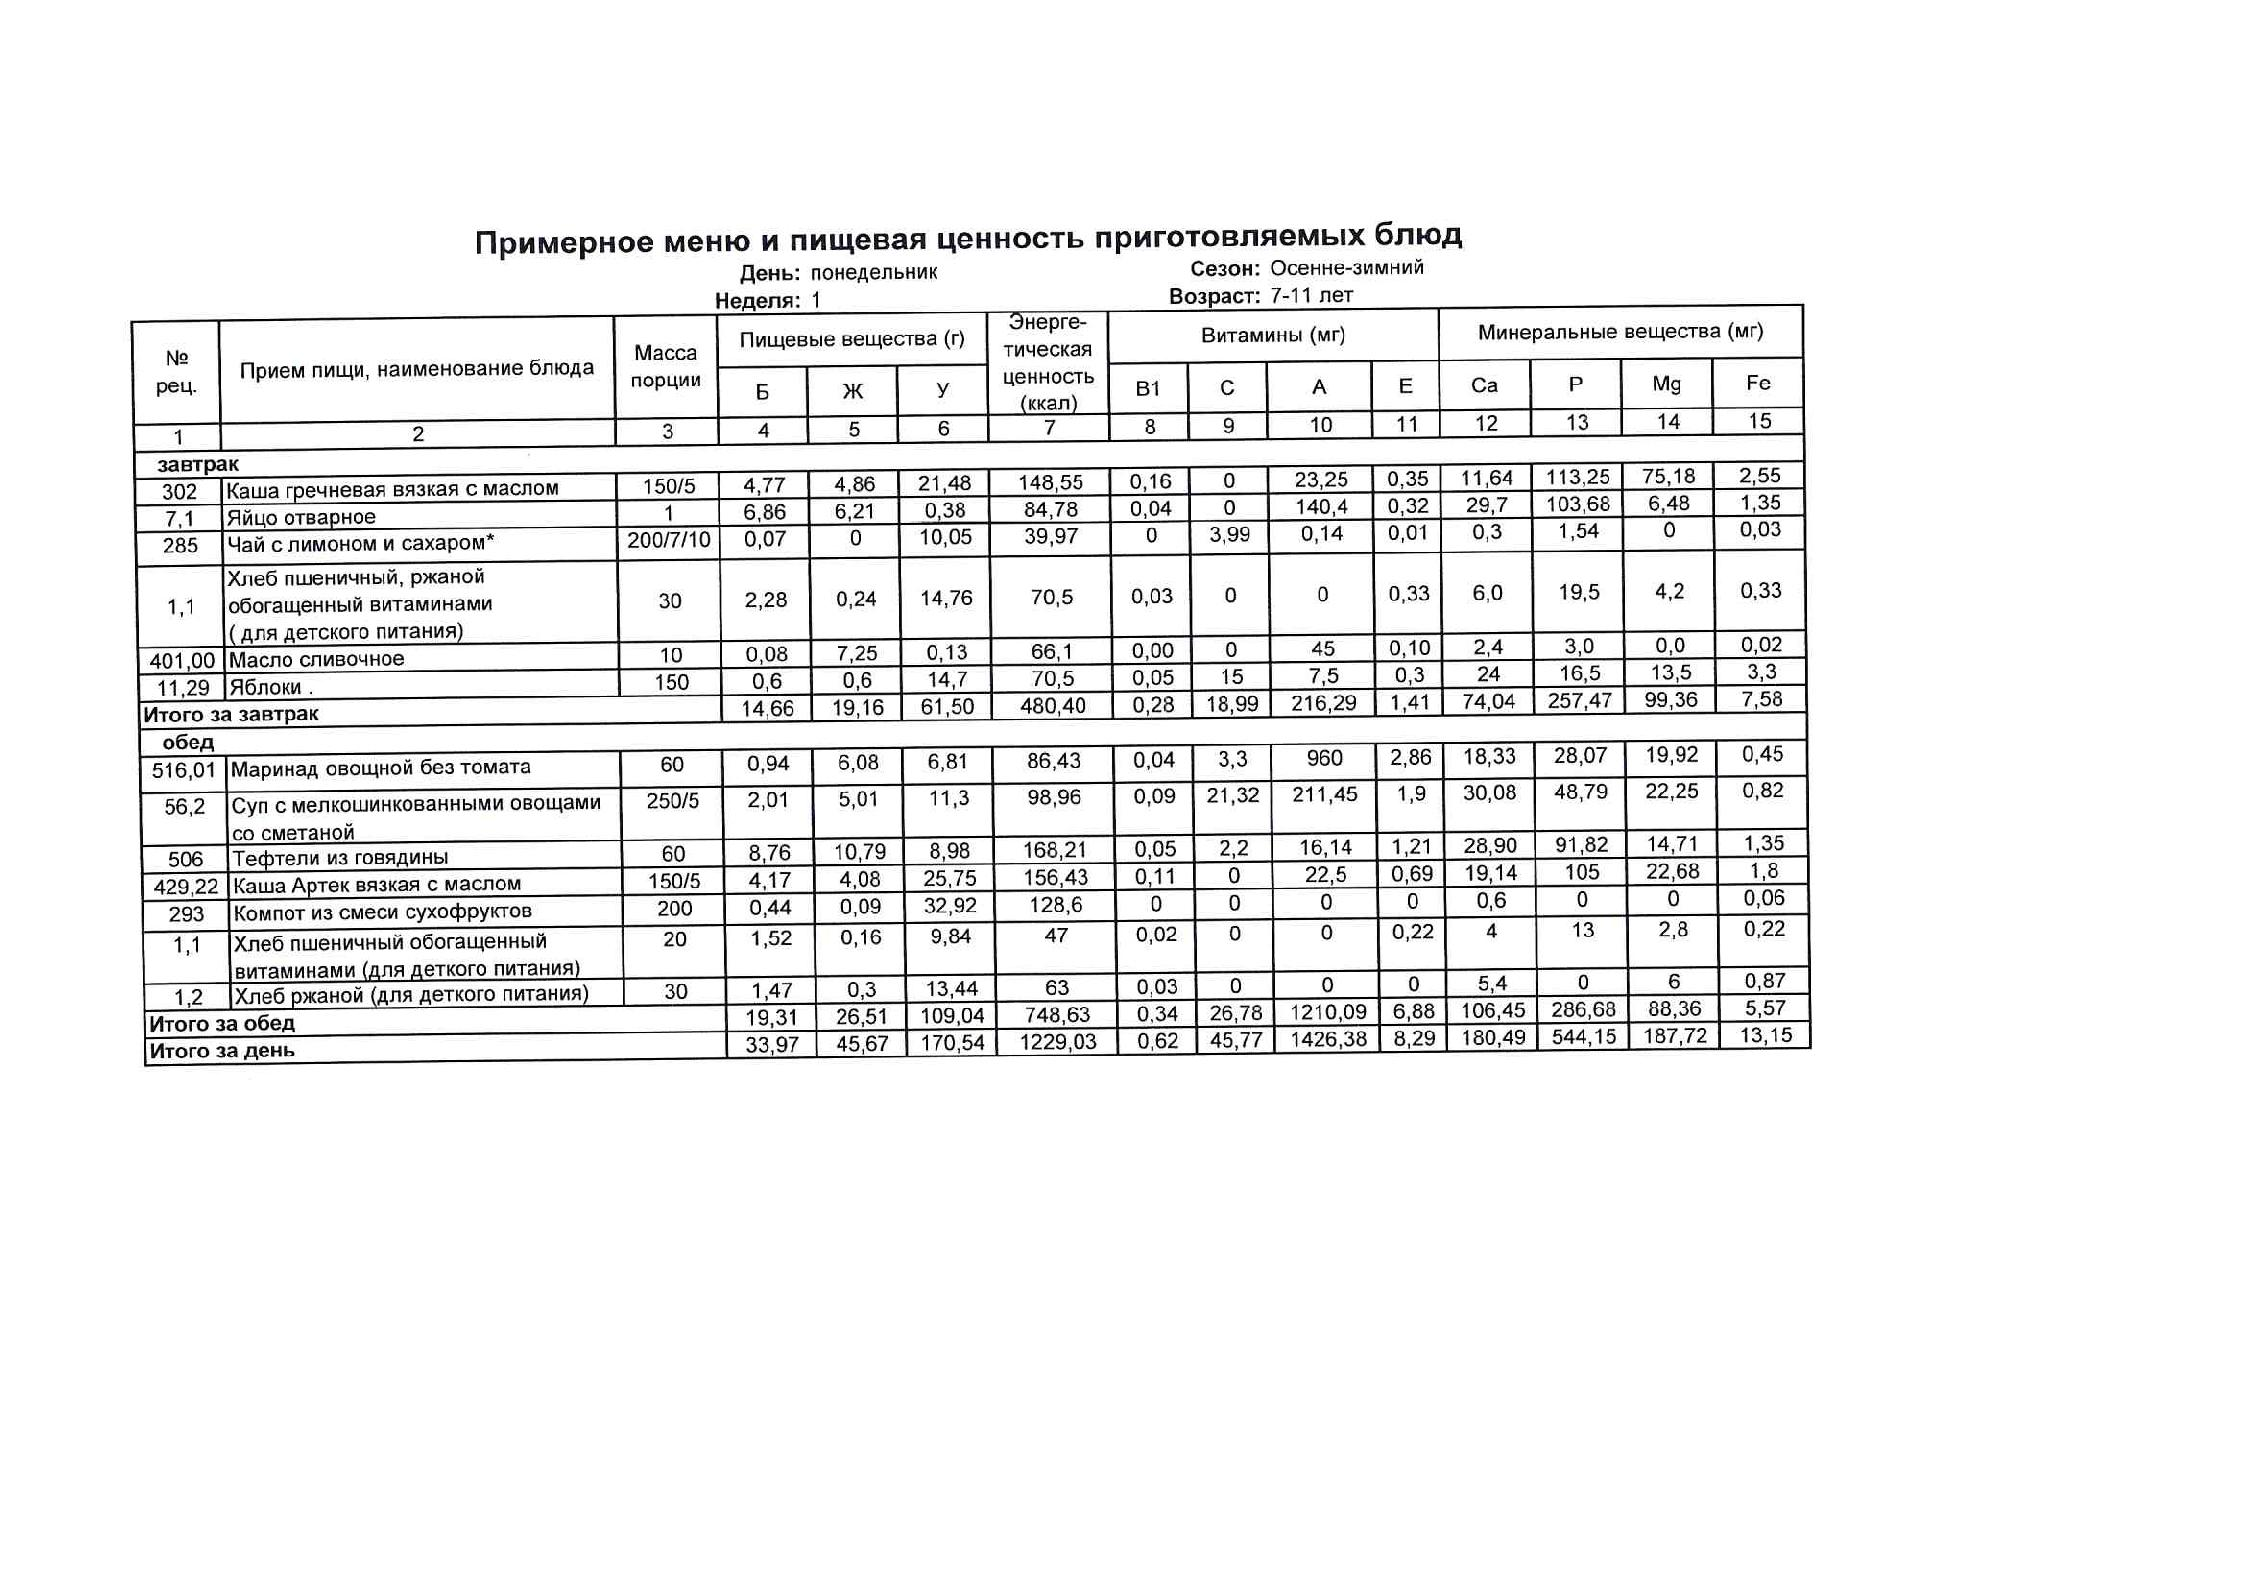 Примерное меню и пищевая ценность приготовляемых блюд
День: понедельник Сезон: Осенне-зимний
Неделя: 1 Возраст: 7-11 лет
№ рец. Прием пищи, наименование блюда Масса порции Пищевые вещества (г) Энерге-тическая ценность (ккал) Витамины (мг) Минеральные вещества (мг)
Б Ж У В1 С А Е Ca P Mg Fe
1 2 3 4 5 6 7 8 9 10 11 12 13 14 15
завтрак
302 Каша гречневая вязкая с маслом 150/5 4,77 4,86 21,48 148,55 0,16 0 23,25 0,35 11,64 113,25 75,18 2,55
7,1 Яйцо отварное 1 6,86 6,21 0,38 84,78 0,04 0 140,4 0,32 29,7 103,68 6,48 1,35
285 Чай с лимоном и сахаром* 200/7/10 0,07 0 10,05 39,97 0 3,99 0,14 0,01 0,3 1,54 0 0,03
Хлеб пшеничный, ржаной
1,1 обогащенный витаминами 30 2,28 0,24 14,76 70,5 0,03 0 0 0,33 6,0 19,5 4,2 0,33
( для детского питания)
401,00 Масло сливочное 10 0,08 7,25 0,13 66,1 0,00 0 45 0,10 2,4 3,0 0,0 0,02
11,29 Яблоки . 150 0,6 0,6 14,7 70,5 0,05 15 7,5 0,3 24 16,5 13,5 3,3
Итого за завтрак 14,66 19,16 61,50 480,40 0,28 18,99 216,29 1,41 74,04 257,47 99,36 7,58
обед
516,01 Маринад овощной без томата 60 0,94 6,08 6,81 86,43 0,04 3,3 960 2,86 18,33 28,07 19,92 0,45
56,2 Суп с мелкошинкованными овощами 250/5 2,01 5,01 11,3 98,96 0,09 21,32 211,45 1,9 30,08 48,79 22,25 0,82
со сметаной
506 Тефтели из говядины 60 8,76 10,79 8,98 168,21 0,05 2,2 16,14 1,21 28,90 91,82 14,71 1,35
429,22 Каша Артек вязкая с маслом 150/5 4,17 4,08 25,75 156,43 0,11 0 22,5 0,69 19,14 105 22,68 1,8
293 Компот из смеси сухофруктов 200 0,44 0,09 32,92 128,6 0 0 0 0 0,6 0 0 0,06
1,1 Хлеб пшеничный обогащенный 20 1,52 0,16 9,84 47 0,02 0 0 0,22 4 13 2,8 0,22
витаминами (для деткого питания)
1,2 Хлеб ржаной (для деткого питания) 30 1,47 0,3 13,44 63 0,03 0 0 0 5,4 0 6 0,87
Итого за обед 19,31 26,51 109,04 748,63 0,34 26,78 1210,09 6,88 106,45 286,68 88,36 5,57
Итого за день 33,97 45,67 170,54 1229,03 0,62 45,77 1426,38 8,29 180,49 544,15 187,72 13,15